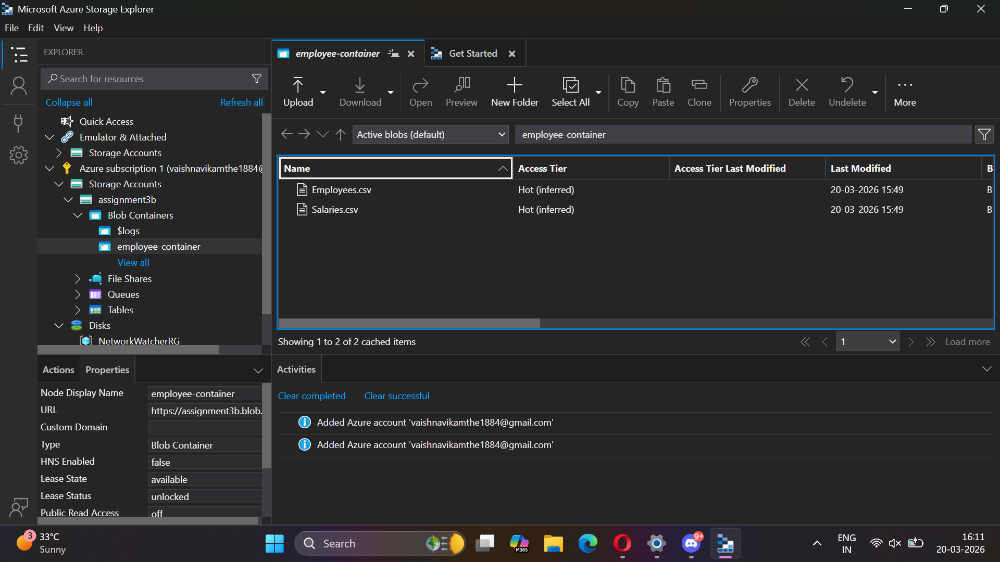 Microsoft Azure Storage Explorer
File Edit View Help
EXPLORER
Search for resources
Collapse all Refresh all
Quick Access
Emulator & Attached
Storage Accounts
Azure subscription 1 (vaishnavikamthe1884@
Storage Accounts
assignment3b
Blob Containers
$logs
employee-container
View all
File Shares
Queues
Tables
Disks
NetworkWatcherRG
Actions Properties
Node Display Name employee-container
URL https://assignment3b.blob.
Custom Domain
Type Blob Container
HNS Enabled false
Lease State available
Lease Status unlocked
Public Read Access off
employee-container Get Started
Upload Download Open Preview New Folder Select All Copy Paste Clone Properties Delete Undelete More
Active blobs (default) employee-container
Name Access Tier Access Tier Last Modified Last Modified B
Employees.csv Hot (inferred) 20-03-2026 15:49 Bl
Salaries.csv Hot (inferred) 20-03-2026 15:49 Bl
Showing 1 to 2 of 2 cached items 1 Load more
Activities
Clear completed Clear successful
Added Azure account 'vaishnavikamthe1884@gmail.com'
Added Azure account 'vaishnavikamthe1884@gmail.com'
3 33°C
Sunny
Search
M365
9+
ENG
IN
16:11
20-03-2026